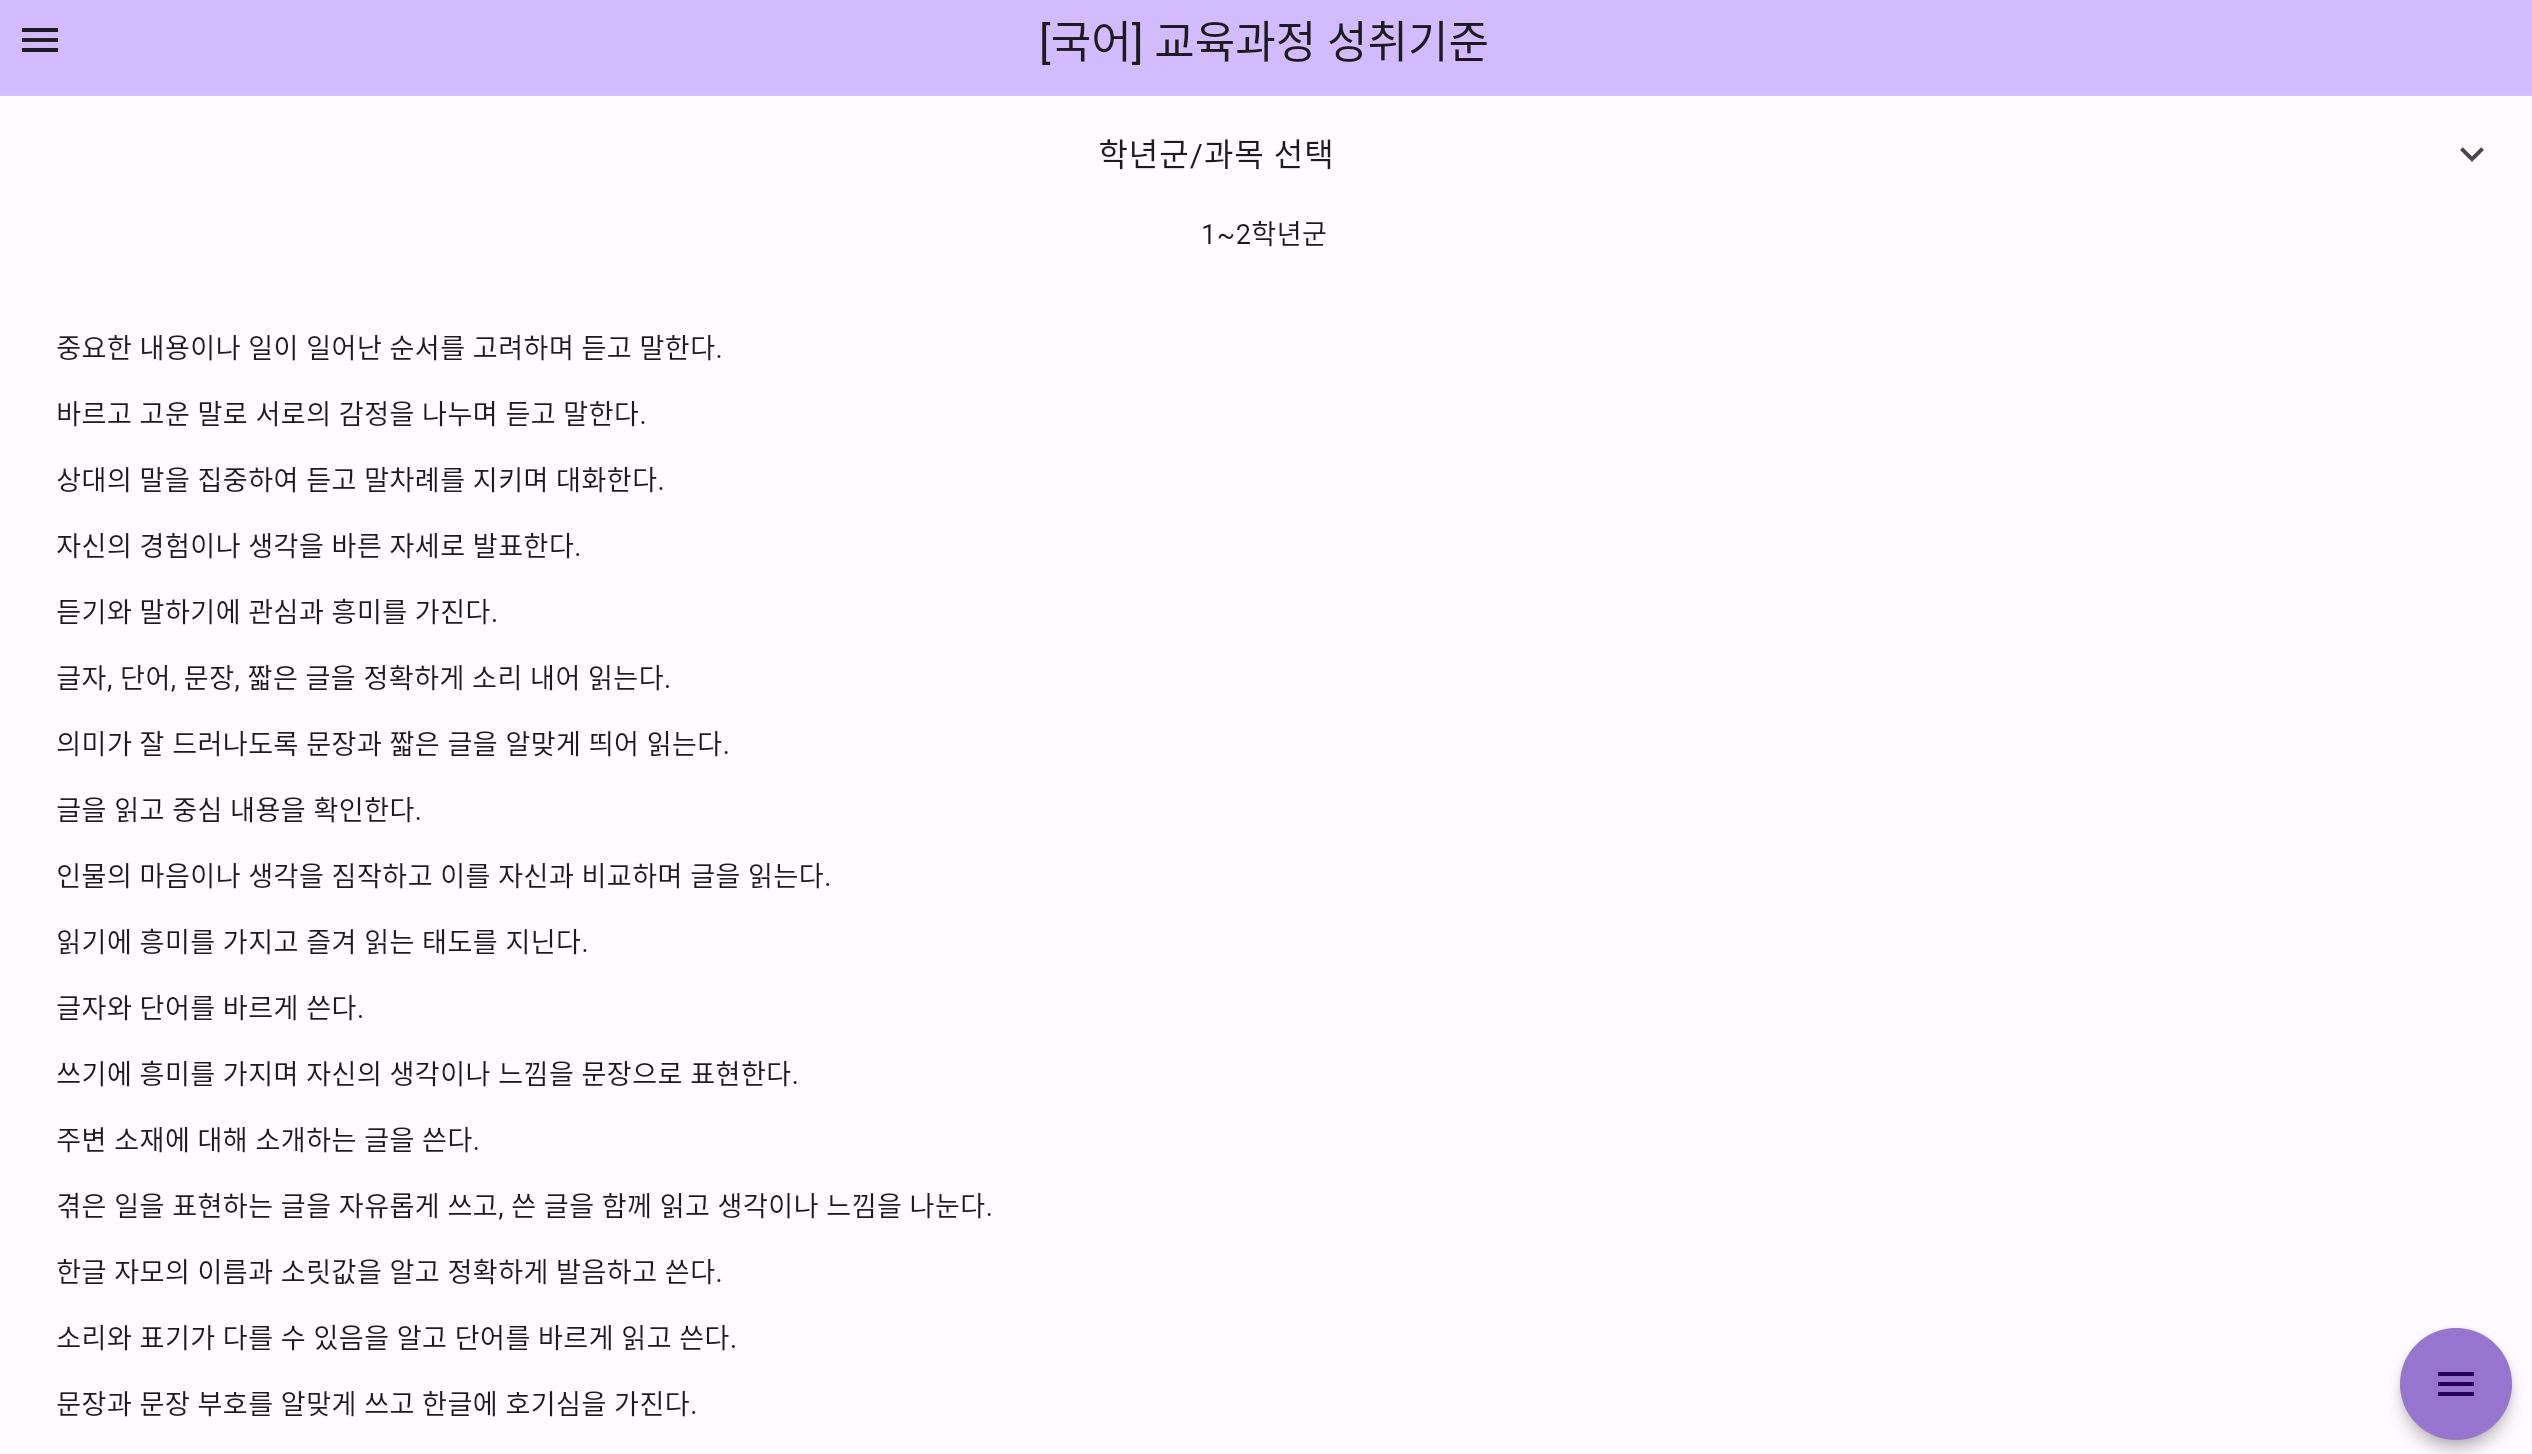 [국어] 교육과정 성취기준
학년군/과목 선택
1~2학년군
중요한 내용이나 일이 일어난 순서를 고려하며 듣고 말한다.
바르고 고운 말로 서로의 감정을 나누며 듣고 말한다.
상대의 말을 집중하여 듣고 말차례를 지키며 대화한다.
자신의 경험이나 생각을 바른 자세로 발표한다.
듣기와 말하기에 관심과 흥미를 가진다.
글자, 단어, 문장, 짧은 글을 정확하게 소리 내어 읽는다.
의미가 잘 드러나도록 문장과 짧은 글을 알맞게 띄어 읽는다.
글을 읽고 중심 내용을 확인한다.
인물의 마음이나 생각을 짐작하고 이를 자신과 비교하며 글을 읽는다.
읽기에 흥미를 가지고 즐겨 읽는 태도를 지닌다.
글자와 단어를 바르게 쓴다.
쓰기에 흥미를 가지며 자신의 생각이나 느낌을 문장으로 표현한다.
주변 소재에 대해 소개하는 글을 쓴다.
겪은 일을 표현하는 글을 자유롭게 쓰고, 쓴 글을 함께 읽고 생각이나 느낌을 나눈다.
한글 자모의 이름과 소릿값을 알고 정확하게 발음하고 쓴다.
소리와 표기가 다를 수 있음을 알고 단어를 바르게 읽고 쓴다.
문장과 문장 부호를 알맞게 쓰고 한글에 호기심을 가진다.